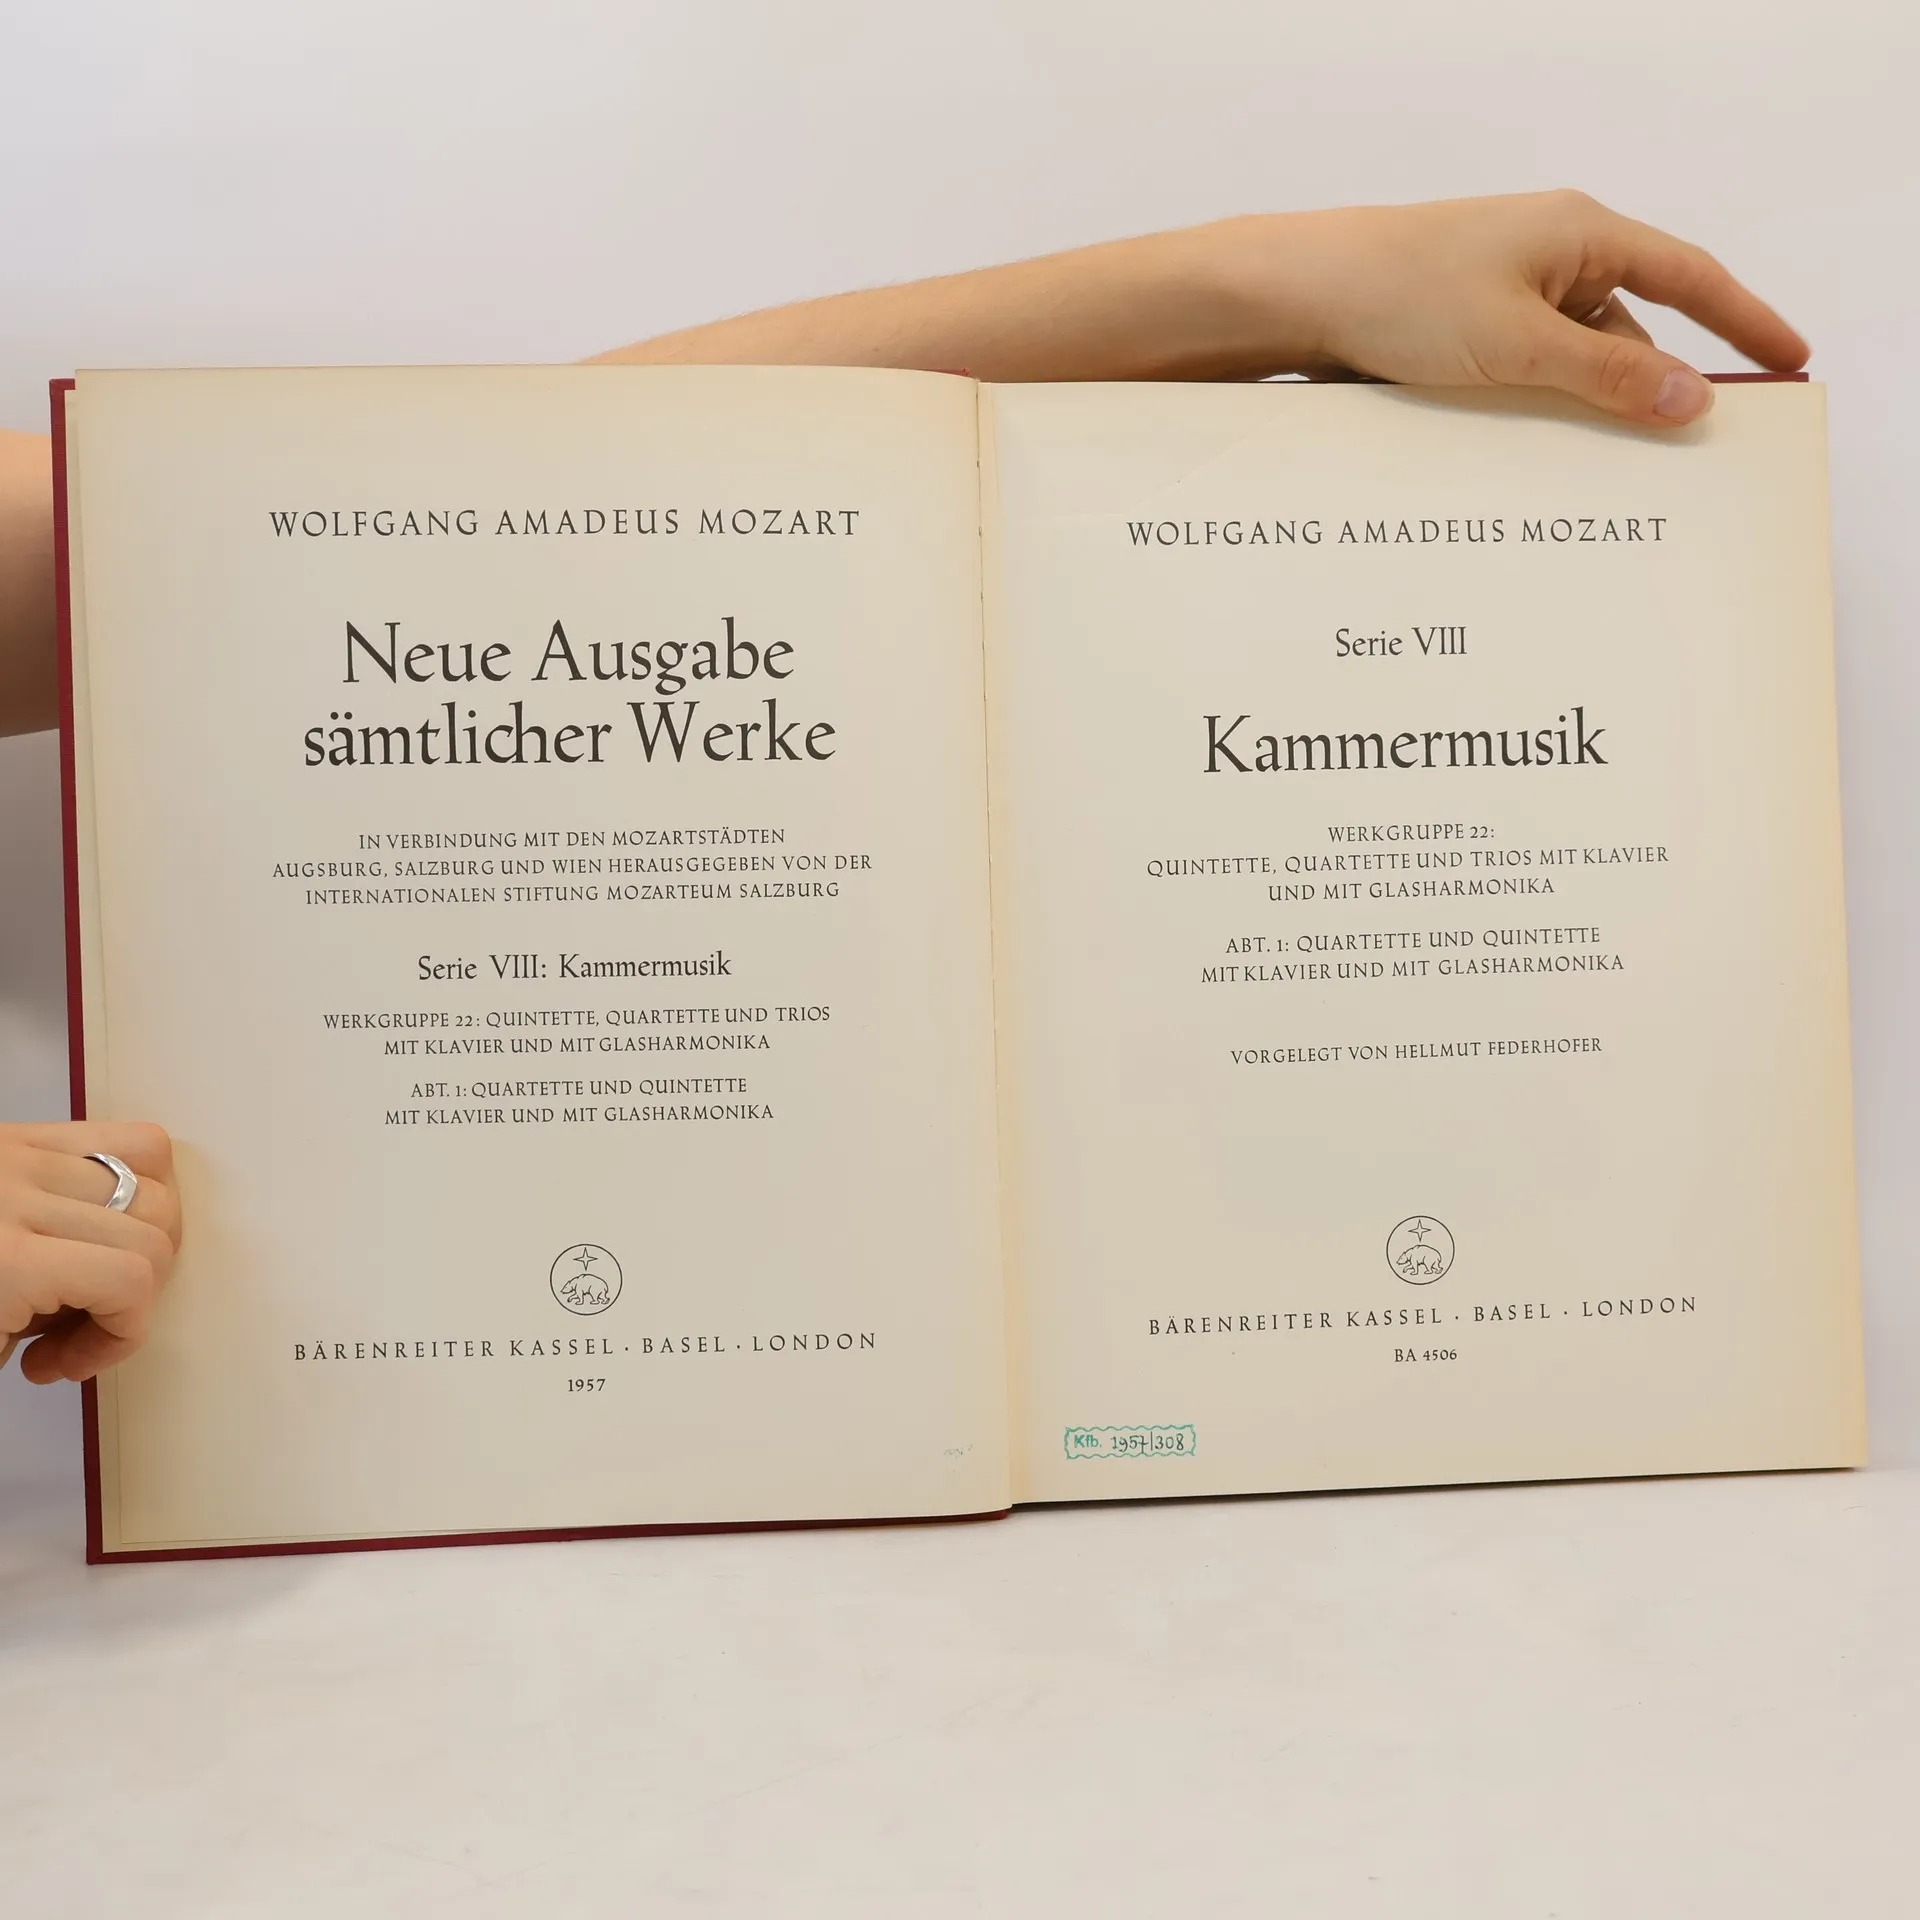 WOLFGANG AMADEUS MOZART
Neue Ausgabe
sämtlicher Werke
IN VERBINDUNG MIT DEN MOZARTSTÄDTEN
AUGSBURG, SALZBURG UND WIEN HERAUSGEGEBEN VON DER
INTERNATIONALEN STIFTUNG MOZARTEUM SALZBURG
Serie VIII: Kammermusik
WERKGRUPPE 22: QUINTETTE, QUARTETTE UND TRIOS
MIT KLAVIER UND MIT GLASHARMONIKA
ABT. 1: QUARTETTE UND QUINTETTE
MIT KLAVIER UND MIT GLASHARMONIKA
BÄRENREITER KASSEL · BASEL · LONDON
1957
WOLFGANG AMADEUS MOZART
Serie VIII
Kammermusik
WERKGRUPPE 22:
QUINTETTE, QUARTETTE UND TRIOS MIT KLAVIER
UND MIT GLASHARMONIKA
ABT. 1: QUARTETTE UND QUINTETTE
MIT KLAVIER UND MIT GLASHARMONIKA
VORGELEGT VON HELLMUT FEDERHOFER
BÄRENREITER KASSEL · BASEL · LONDON
BA 4506
Kfb. 1957/308